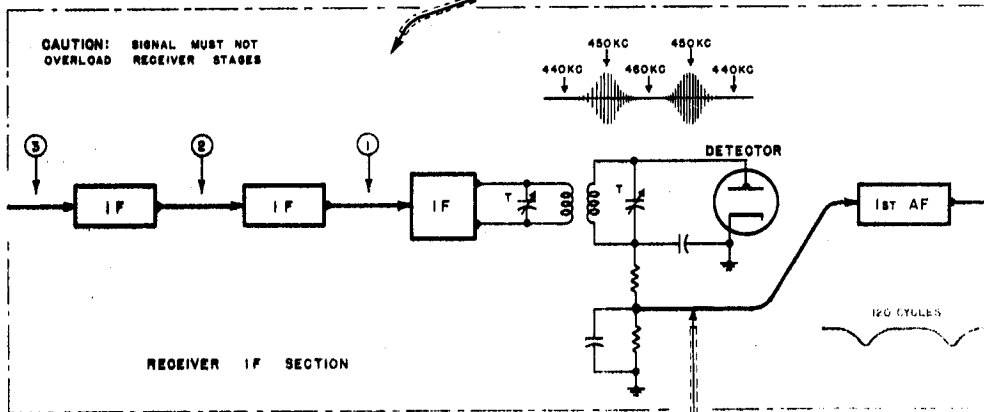 CAUTION: SIGNAL MUST NOT
OVERLOAD RECEIVER STAGES
450KC 450KC
440KC 460KC 440KC
3 2 1
DETECTOR
IF IF IF T T 1ST AF
120 CYCLES
RECEIVER IF SECTION